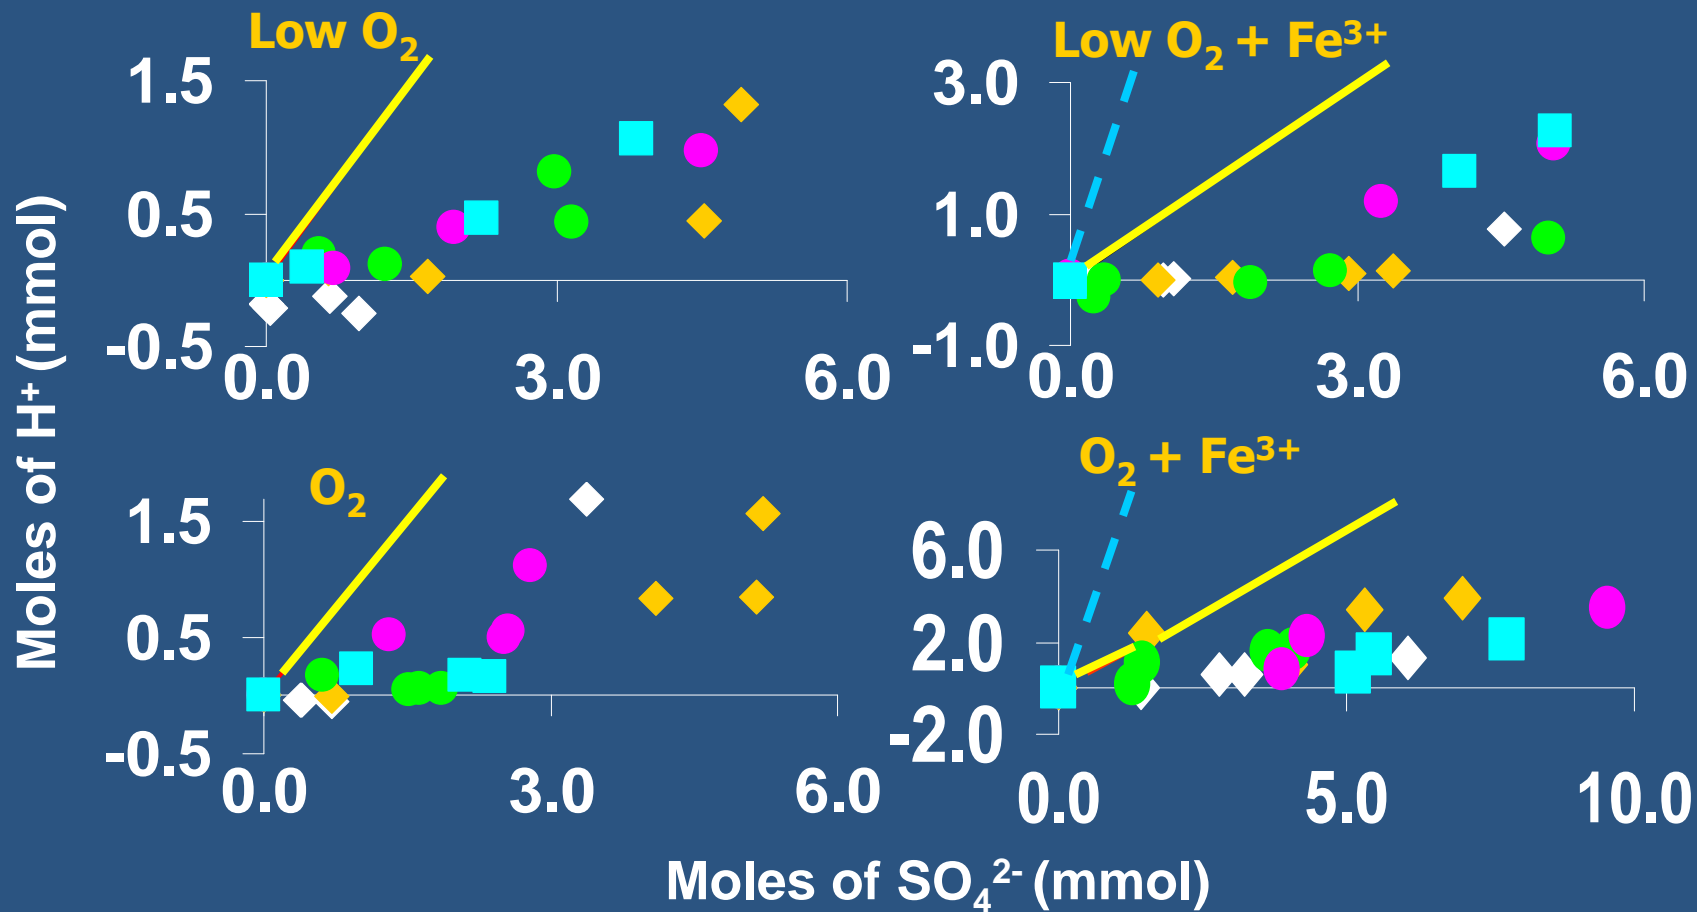 Low O₂
1.5
0.5
-0.5
0.0 3.0 6.0
Low O₂ + Fe³⁺
3.0
1.0
-1.0
0.0 3.0 6.0
O₂
1.5
0.5
-0.5
0.0 3.0 6.0
O₂ + Fe³⁺
6.0
2.0
-2.0
0.0 5.0 10.0
Moles of H⁺ (mmol)
Moles of SO₄²⁻ (mmol)